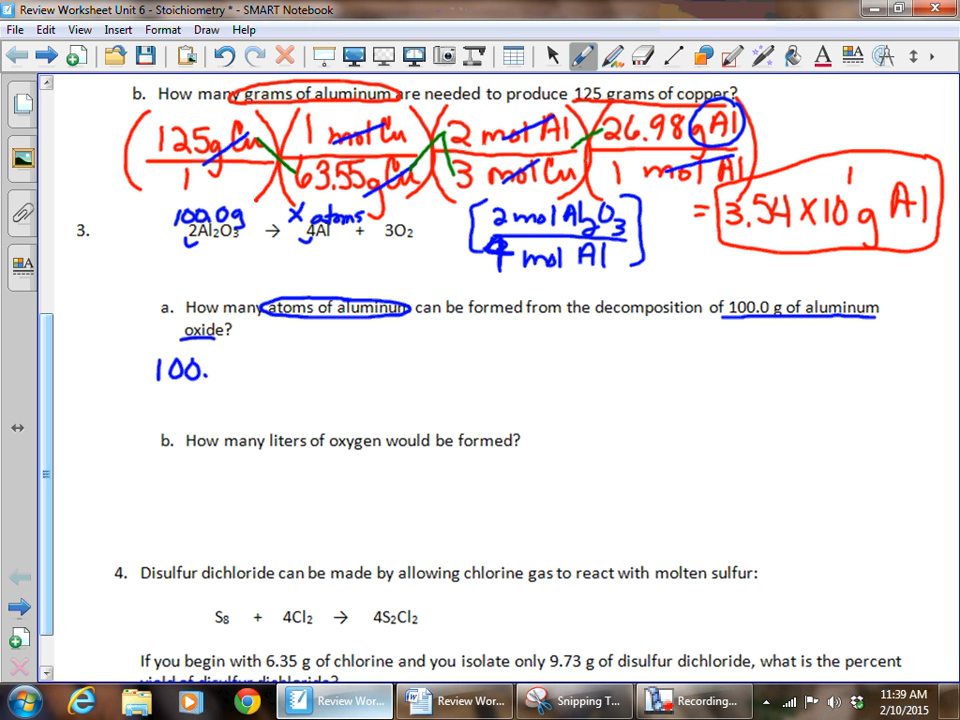 Review Worksheet Unit 6 - Stoichiometry * - SMART Notebook
File Edit View Insert Format Draw Help
b. How many grams of aluminum are needed to produce 125 grams of copper?
(125g Cu / 1) (1 mol Cu / 63.55g Cu) (2 mol Al / 3 mol Cu) (26.98 g Al / 1 mol Al)
= 3.54 X 10¹ g Al
100.0g X atoms
3. 2Al₂O₃ → 4Al + 3O₂
[2 mol Al₂O₃ / 4 mol Al]
a. How many atoms of aluminum can be formed from the decomposition of 100.0 g of aluminum
oxide?
100.
b. How many liters of oxygen would be formed?
4. Disulfur dichloride can be made by allowing chlorine gas to react with molten sulfur:
S₈ + 4Cl₂ → 4S₂Cl₂
If you begin with 6.35 g of chlorine and you isolate only 9.73 g of disulfur dichloride, what is the percent
yield of disulfur dichloride?
Review Wor... Review Wor... Snipping T... Recording...
11:39 AM
2/10/2015